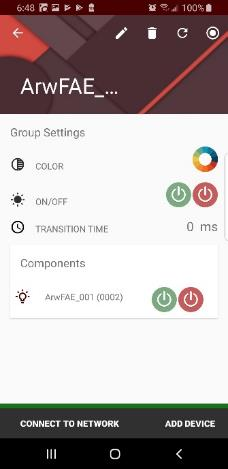 6:48
100%
ArwFAE_...
Group Settings
COLOR
ON/OFF
TRANSITION TIME 0 ms
Components
ArwFAE_001 (0002)
CONNECT TO NETWORK ADD DEVICE